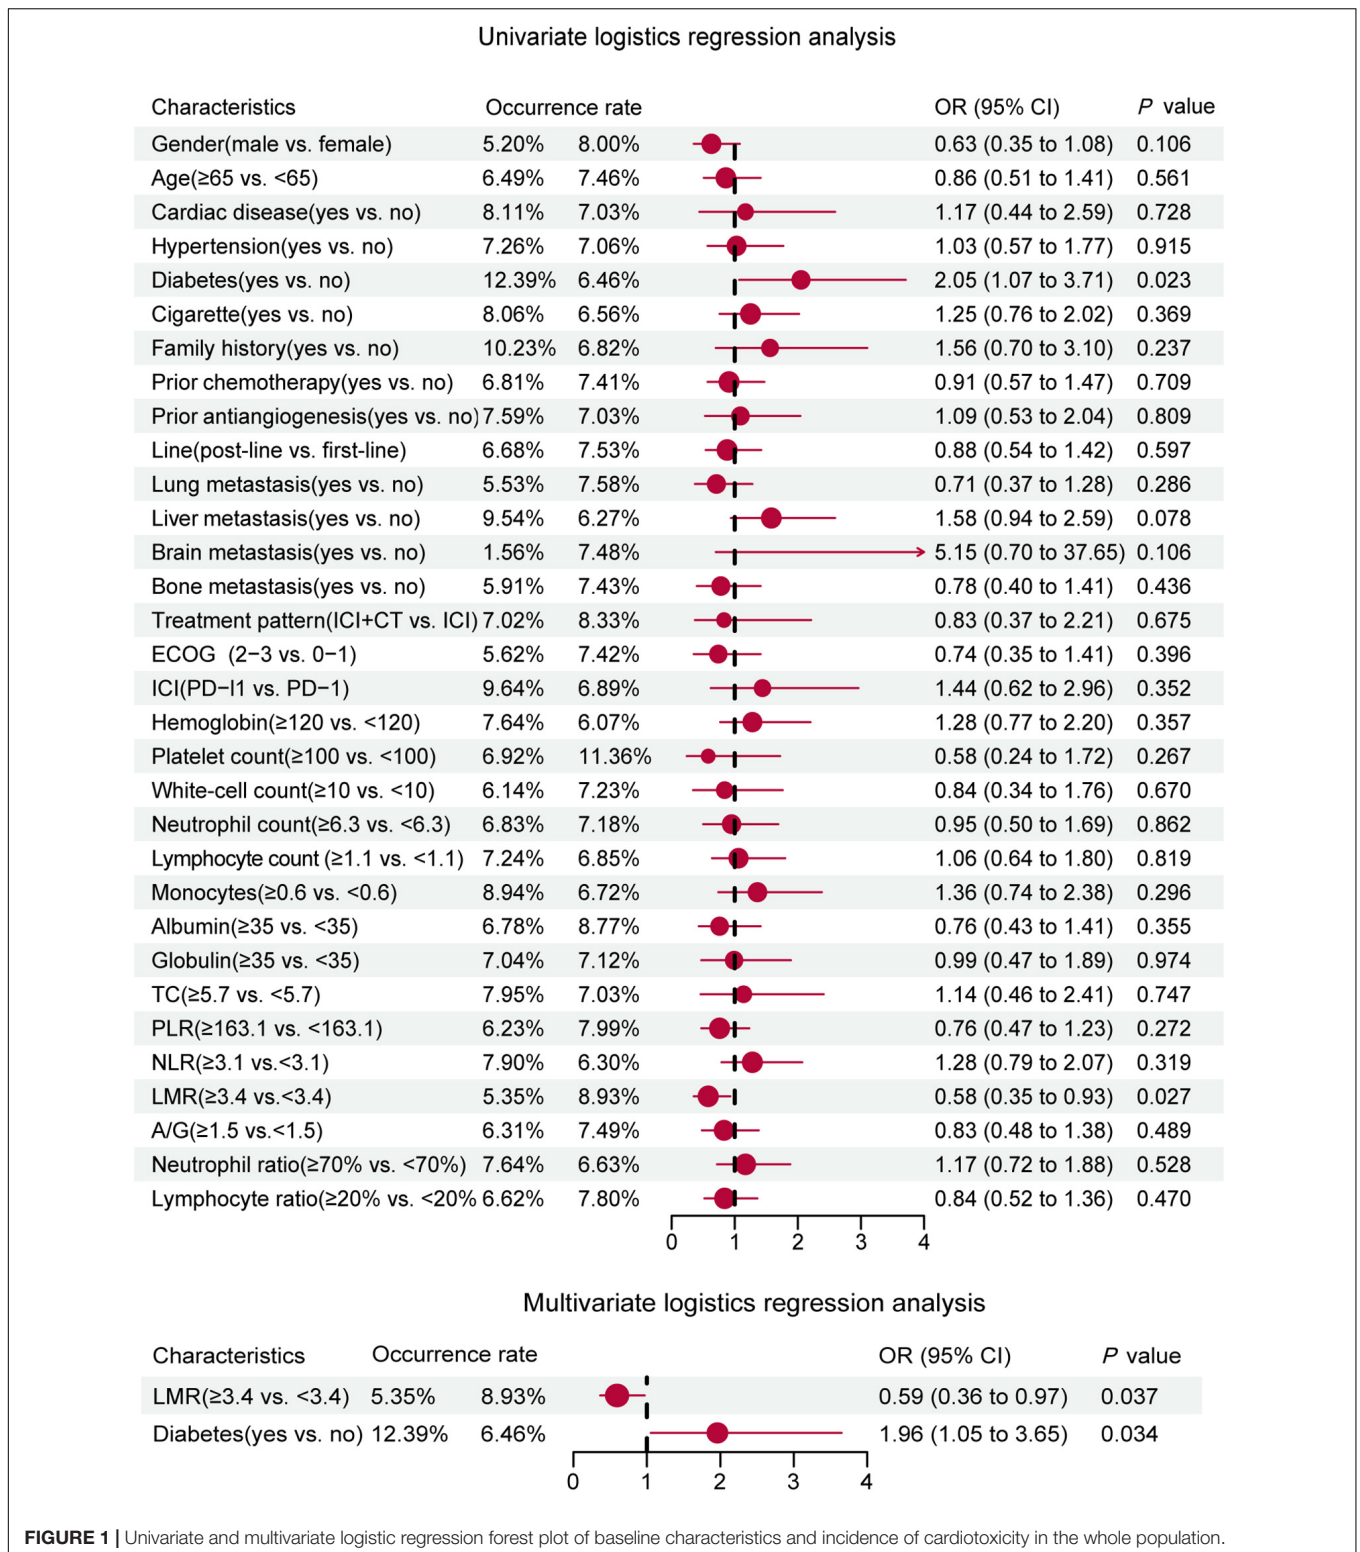 Univariate logistics regression analysis
Characteristics Occurrence rate OR (95% CI) P value
Gender(male vs. female) 5.20% 8.00% 0.63 (0.35 to 1.08) 0.106
Age(≥65 vs. <65) 6.49% 7.46% 0.86 (0.51 to 1.41) 0.561
Cardiac disease(yes vs. no) 8.11% 7.03% 1.17 (0.44 to 2.59) 0.728
Hypertension(yes vs. no) 7.26% 7.06% 1.03 (0.57 to 1.77) 0.915
Diabetes(yes vs. no) 12.39% 6.46% 2.05 (1.07 to 3.71) 0.023
Cigarette(yes vs. no) 8.06% 6.56% 1.25 (0.76 to 2.02) 0.369
Family history(yes vs. no) 10.23% 6.82% 1.56 (0.70 to 3.10) 0.237
Prior chemotherapy(yes vs. no) 6.81% 7.41% 0.91 (0.57 to 1.47) 0.709
Prior antiangiogenesis(yes vs. no) 7.59% 7.03% 1.09 (0.53 to 2.04) 0.809
Line(post-line vs. first-line) 6.68% 7.53% 0.88 (0.54 to 1.42) 0.597
Lung metastasis(yes vs. no) 5.53% 7.58% 0.71 (0.37 to 1.28) 0.286
Liver metastasis(yes vs. no) 9.54% 6.27% 1.58 (0.94 to 2.59) 0.078
Brain metastasis(yes vs. no) 1.56% 7.48% 5.15 (0.70 to 37.65) 0.106
Bone metastasis(yes vs. no) 5.91% 7.43% 0.78 (0.40 to 1.41) 0.436
Treatment pattern(ICI+CT vs. ICI) 7.02% 8.33% 0.83 (0.37 to 2.21) 0.675
ECOG (2−3 vs. 0−1) 5.62% 7.42% 0.74 (0.35 to 1.41) 0.396
ICI(PD−l1 vs. PD−1) 9.64% 6.89% 1.44 (0.62 to 2.96) 0.352
Hemoglobin(≥120 vs. <120) 7.64% 6.07% 1.28 (0.77 to 2.20) 0.357
Platelet count(≥100 vs. <100) 6.92% 11.36% 0.58 (0.24 to 1.72) 0.267
White-cell count(≥10 vs. <10) 6.14% 7.23% 0.84 (0.34 to 1.76) 0.670
Neutrophil count(≥6.3 vs. <6.3) 6.83% 7.18% 0.95 (0.50 to 1.69) 0.862
Lymphocyte count (≥1.1 vs. <1.1) 7.24% 6.85% 1.06 (0.64 to 1.80) 0.819
Monocytes(≥0.6 vs. <0.6) 8.94% 6.72% 1.36 (0.74 to 2.38) 0.296
Albumin(≥35 vs. <35) 6.78% 8.77% 0.76 (0.43 to 1.41) 0.355
Globulin(≥35 vs. <35) 7.04% 7.12% 0.99 (0.47 to 1.89) 0.974
TC(≥5.7 vs. <5.7) 7.95% 7.03% 1.14 (0.46 to 2.41) 0.747
PLR(≥163.1 vs. <163.1) 6.23% 7.99% 0.76 (0.47 to 1.23) 0.272
NLR(≥3.1 vs.<3.1) 7.90% 6.30% 1.28 (0.79 to 2.07) 0.319
LMR(≥3.4 vs.<3.4) 5.35% 8.93% 0.58 (0.35 to 0.93) 0.027
A/G(≥1.5 vs.<1.5) 6.31% 7.49% 0.83 (0.48 to 1.38) 0.489
Neutrophil ratio(≥70% vs. <70%) 7.64% 6.63% 1.17 (0.72 to 1.88) 0.528
Lymphocyte ratio(≥20% vs. <20% 6.62% 7.80% 0.84 (0.52 to 1.36) 0.470
0 1 2 3 4
Multivariate logistics regression analysis
Characteristics Occurrence rate OR (95% CI) P value
LMR(≥3.4 vs. <3.4) 5.35% 8.93% 0.59 (0.36 to 0.97) 0.037
Diabetes(yes vs. no) 12.39% 6.46% 1.96 (1.05 to 3.65) 0.034
0 1 2 3 4
FIGURE 1 | Univariate and multivariate logistic regression forest plot of baseline characteristics and incidence of cardiotoxicity in the whole population.